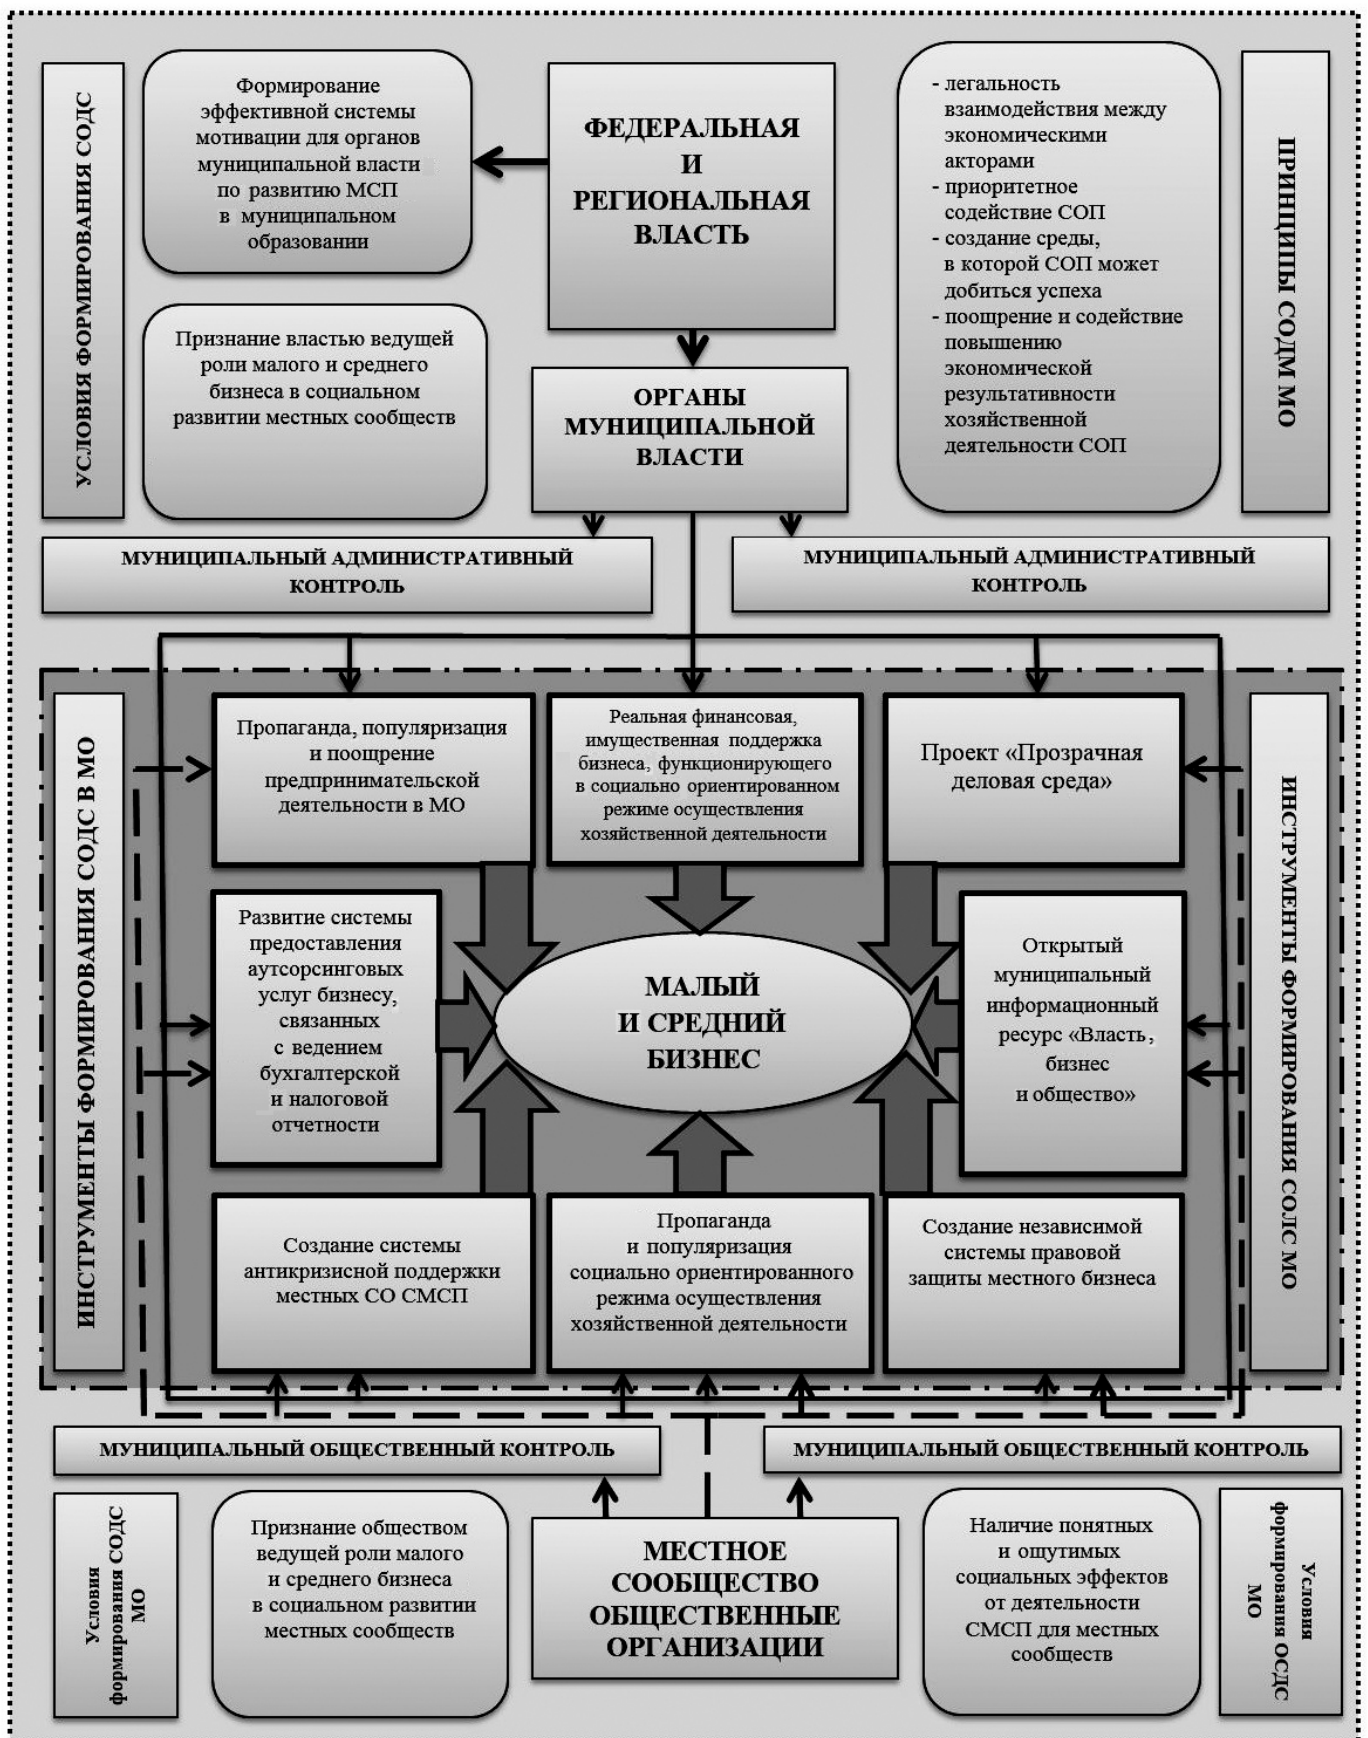 УСЛОВИЯ ФОРМИРОВАНИЯ СОДС
Формирование
эффективной системы
мотивации для органов
муниципальной власти
по развитию МСП
в муниципальном
образовании
Признание властью ведущей
роли малого и среднего
бизнеса в социальном
развитии местных сообществ
ФЕДЕРАЛЬНАЯ
И
РЕГИОНАЛЬНАЯ
ВЛАСТЬ
ОРГАНЫ
МУНИЦИПАЛЬНОЙ
ВЛАСТИ
- легальность
взаимодействия между
экономическими
акторами
- приоритетное
содействие СОП
- создание среды,
в которой СОП может
добиться успеха
- поощрение и содействие
повышению
экономической
результативности
хозяйственной
деятельности СОП
ПРИНЦИПЫ СОДМ МО
МУНИЦИПАЛЬНЫЙ АДМИНИСТРАТИВНЫЙ
КОНТРОЛЬ
МУНИЦИПАЛЬНЫЙ АДМИНИСТРАТИВНЫЙ
КОНТРОЛЬ
ИНСТРУМЕНТЫ ФОРМИРОВАНИЯ СОДС В МО
Пропаганда, популяризация
и поощрение
предпринимательской
деятельности в МО
Реальная финансовая,
имущественная поддержка
бизнеса, функционирующего
в социально ориентированном
режиме осуществления
хозяйственной деятельности
Проект «Прозрачная
деловая среда»
ИНСТРУМЕНТЫ ФОРМИРОВАНИЯ СОЛС МО
Развитие системы
предоставления
аутсорсинговых
услуг бизнесу,
связанных
с ведением
бухгалтерской
и налоговой
отчетности
МАЛЫЙ
И СРЕДНИЙ
БИЗНЕС
Открытый
муниципальный
информационный
ресурс «Власть,
бизнес
и общество»
Создание системы
антикризисной поддержки
местных СО СМСП
Пропаганда
и популяризация
социально ориентированного
режима осуществления
хозяйственной деятельности
Создание независимой
системы правовой
защиты местного бизнеса
МУНИЦИПАЛЬНЫЙ ОБЩЕСТВЕННЫЙ КОНТРОЛЬ
МУНИЦИПАЛЬНЫЙ ОБЩЕСТВЕННЫЙ КОНТРОЛЬ
Условия
формирования СОДС
МО
Признание обществом
ведущей роли малого
и среднего бизнеса
в социальном развитии
местных сообществ
МЕСТНОЕ
СООБЩЕСТВО
ОБЩЕСТВЕННЫЕ
ОРГАНИЗАЦИИ
Наличие понятных
и ощутимых
социальных эффектов
от деятельности
СМСП для местных
сообществ
Условия
формирования ОСДС
МО